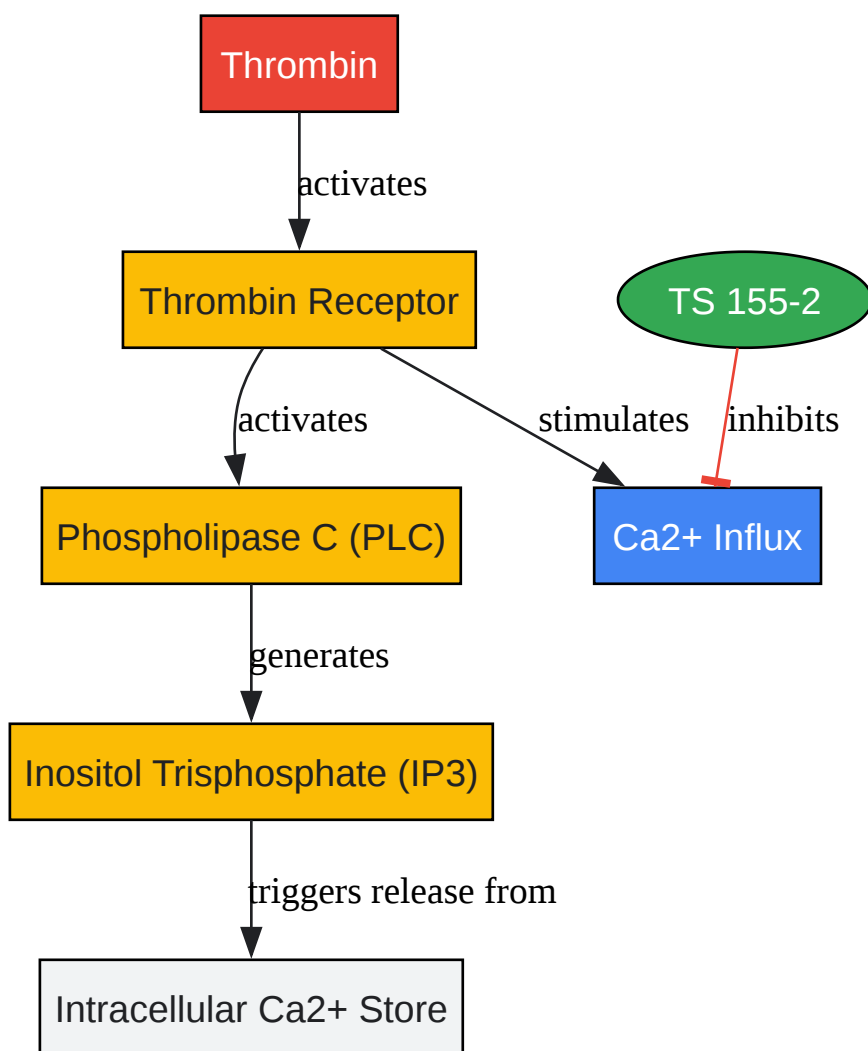 Thrombin
activates
Thrombin Receptor
TS 155-2
activates
stimulates
inhibits
Phospholipase C (PLC)
Ca2+ Influx
generates
Inositol Trisphosphate (IP3)
triggers release from
Intracellular Ca2+ Store